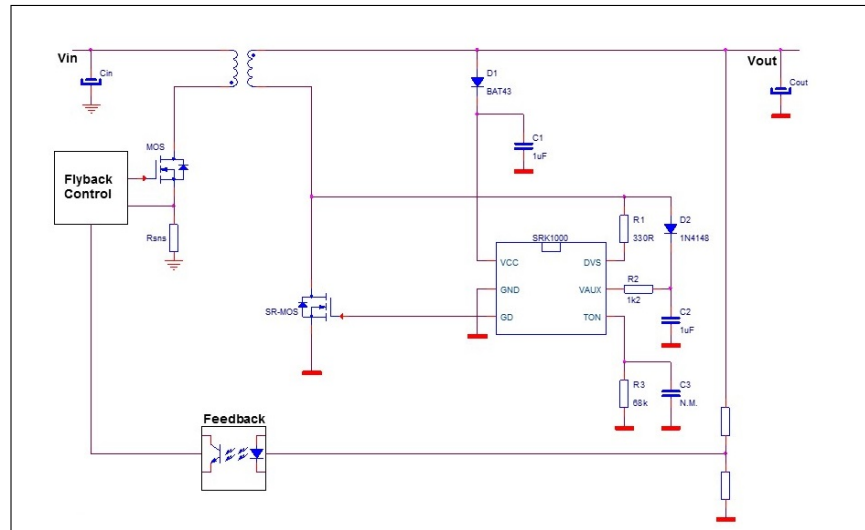 Vin
Cin
D1
BAT43
Vout
Cout
C1
1uF
MOS
Flyback
Control
Rsns
R1
330R
D2
1N4148
SRK1000
VCC
DVS
GND
VAUX
GD
TON
R2
1k2
C2
1uF
SR-MOS
R3
68k
C3
N.M.
Feedback